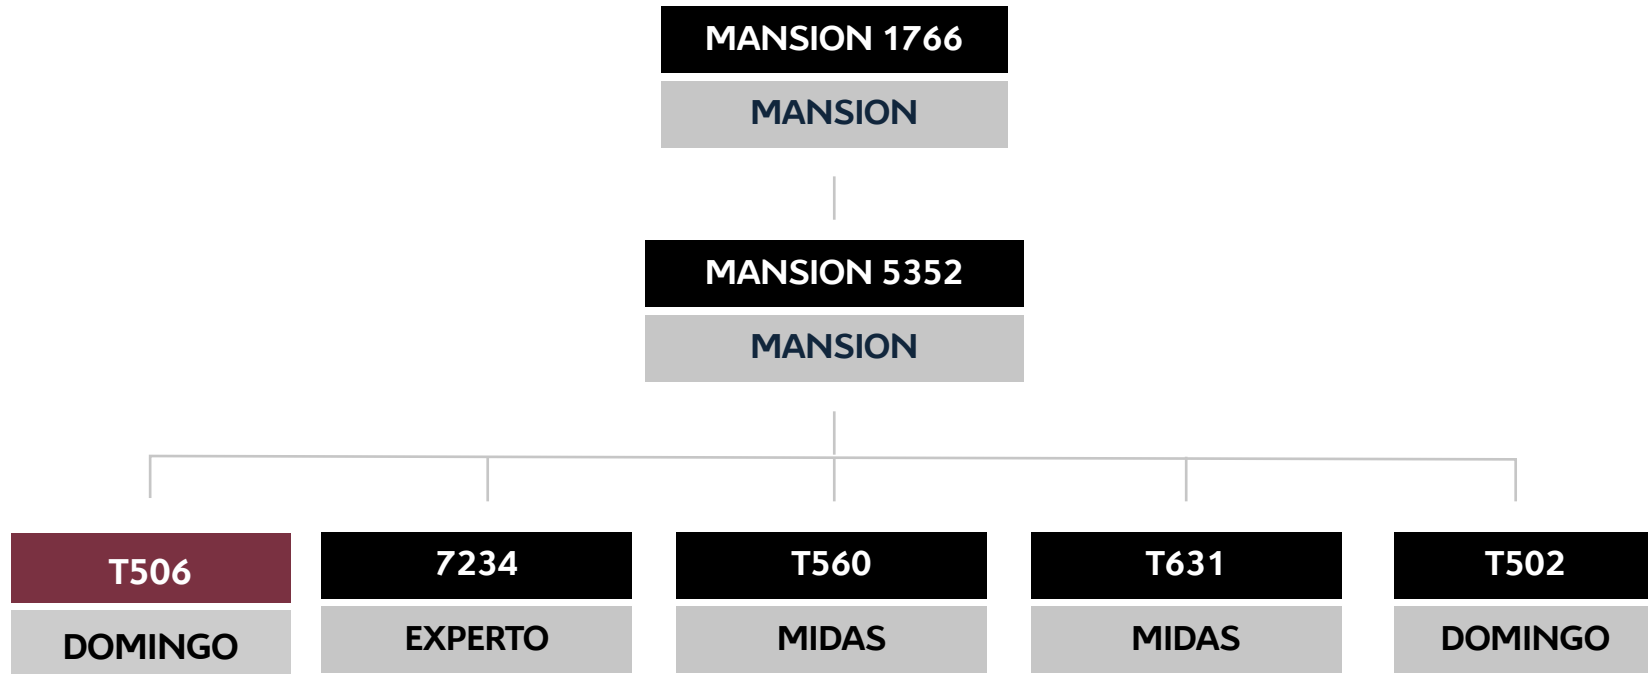 MANSION 1766
MANSION
MANSION 5352
MANSION
T506
DOMINGO
7234
EXPERTO
T560
MIDAS
T631
MIDAS
T502
DOMINGO